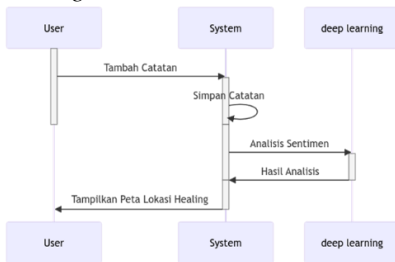 User System deep learning
Tambah Catatan
Simpan Catatan
Analisis Sentimen
Hasil Analisis
Tampilkan Peta Lokasi Healing
User System deep learning